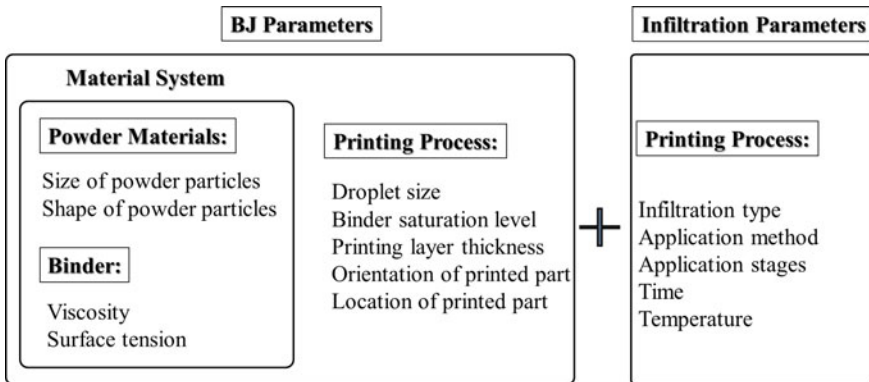 BJ Parameters
Material System
Powder Materials:
Size of powder particles
Shape of powder particles
Binder:
Viscosity
Surface tension
Printing Process:
Droplet size
Binder saturation level
Printing layer thickness
Orientation of printed part
Location of printed part
+
Infiltration Parameters
Printing Process:
Infiltration type
Application method
Application stages
Time
Temperature